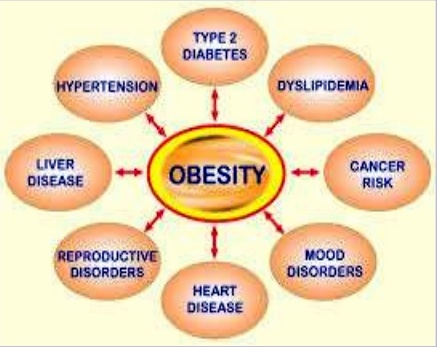 TYPE 2
DIABETES
HYPERTENSION
DYSLIPIDEMIA
LIVER
DISEASE
OBESITY
CANCER
RISK
REPRODUCTIVE
DISORDERS
MOOD
DISORDERS
HEART
DISEASE